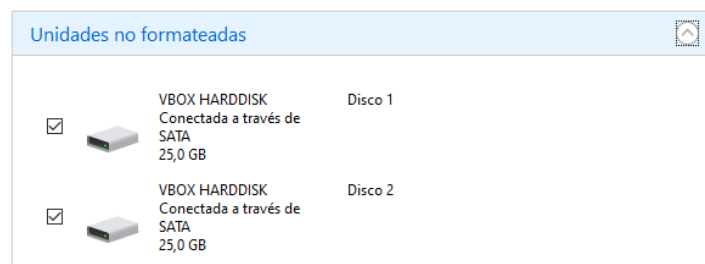 Unidades no formateadas
VBOX HARDDISK Disco 1
Conectada a través de
SATA
25,0 GB
VBOX HARDDISK Disco 2
Conectada a través de
SATA
25,0 GB